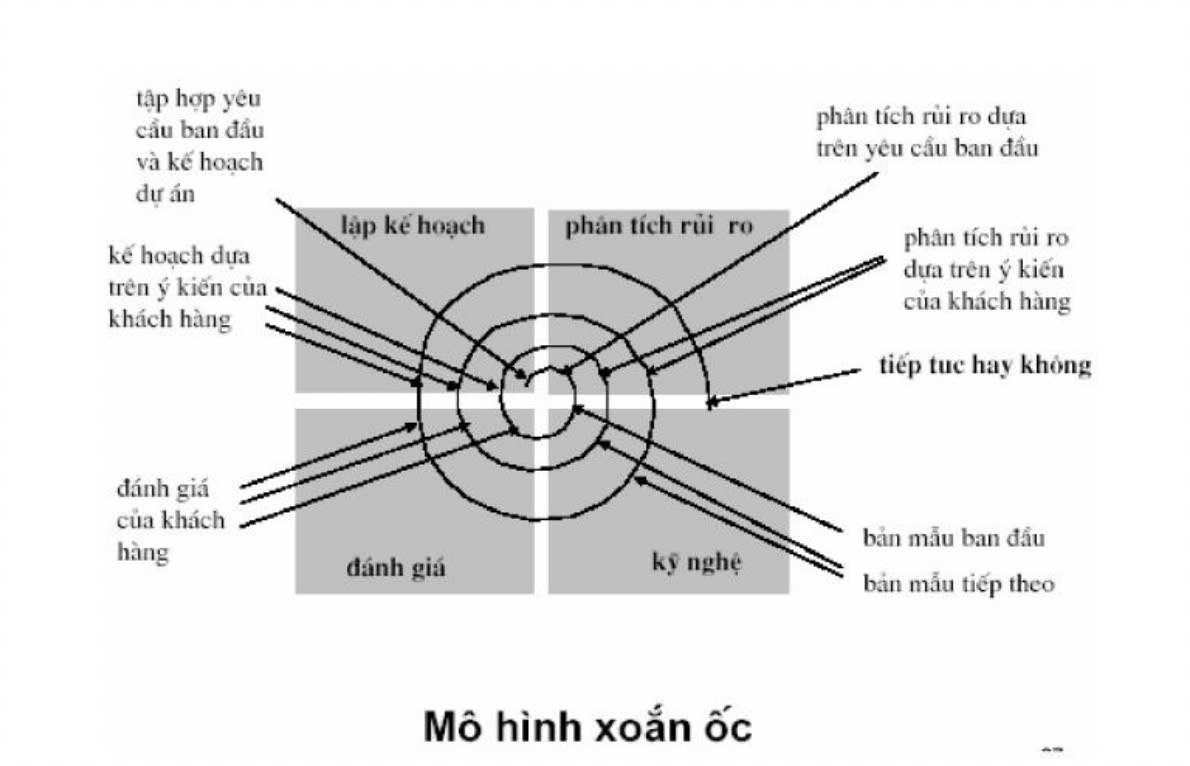 tập hợp yêu
cầu ban đầu
và kế hoạch
dự án
phân tích rủi ro dựa
trên yêu cầu ban đầu
lập kế hoạch
phân tích rủi ro
kế hoạch dựa
trên ý kiến của
khách hàng
phân tích rủi ro
dựa trên ý kiến
của khách hàng
tiếp tuc hay không
đánh giá
của khách
hàng
đánh giá
kỹ nghệ
bản mẫu ban đầu
bản mẫu tiếp theo
Mô hình xoắn ốc